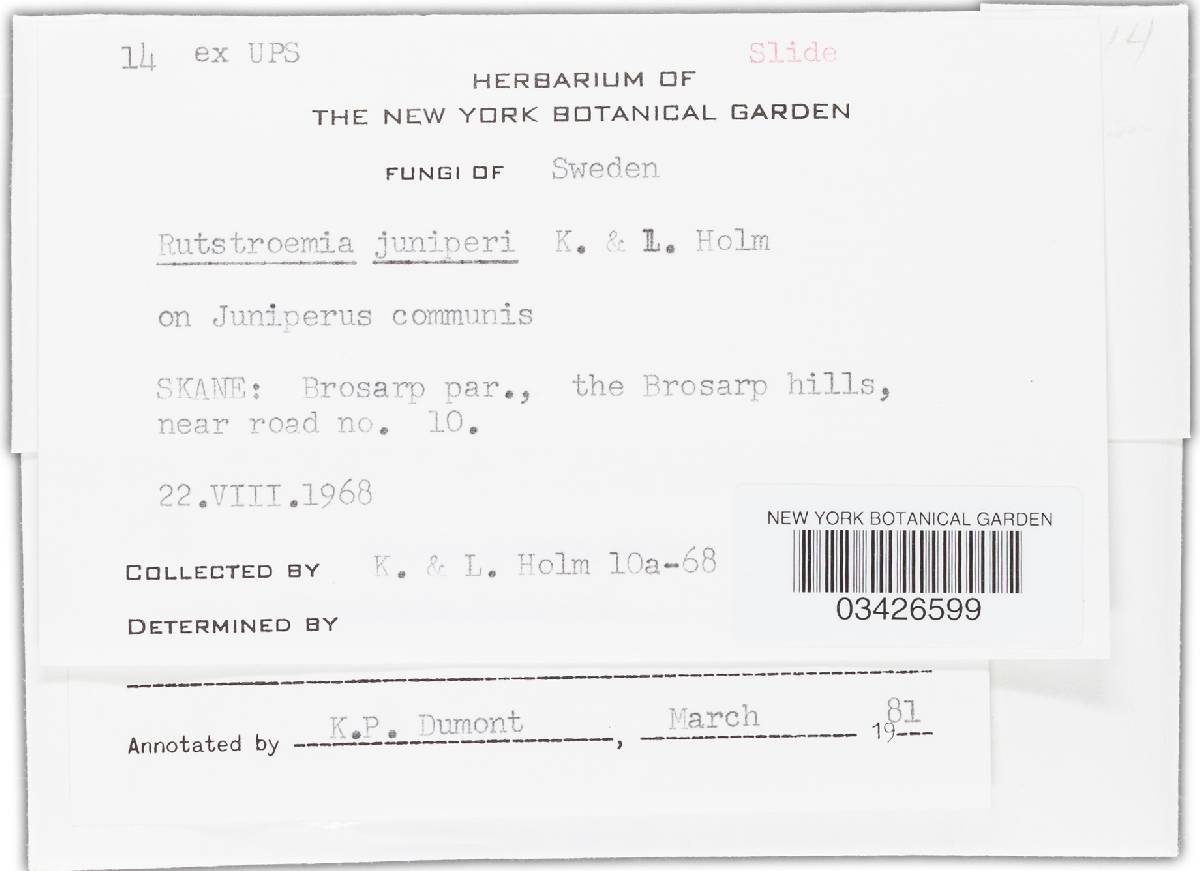 14 ex UPS Slide
14
HERBARIUM OF
THE NEW YORK BOTANICAL GARDEN
FUNGI OF Sweden
Rutstroemia juniperi K. & L. Holm
on Juniperus communis
SKANE: Brosarp par., the Brosarp hills,
near road no. 10.
22.VIII.1968
NEW YORK BOTANICAL GARDEN
03426599
COLLECTED BY K. & L. Holm 10a-68
DETERMINED BY
Annotated by K.P. Dumont, March 1981